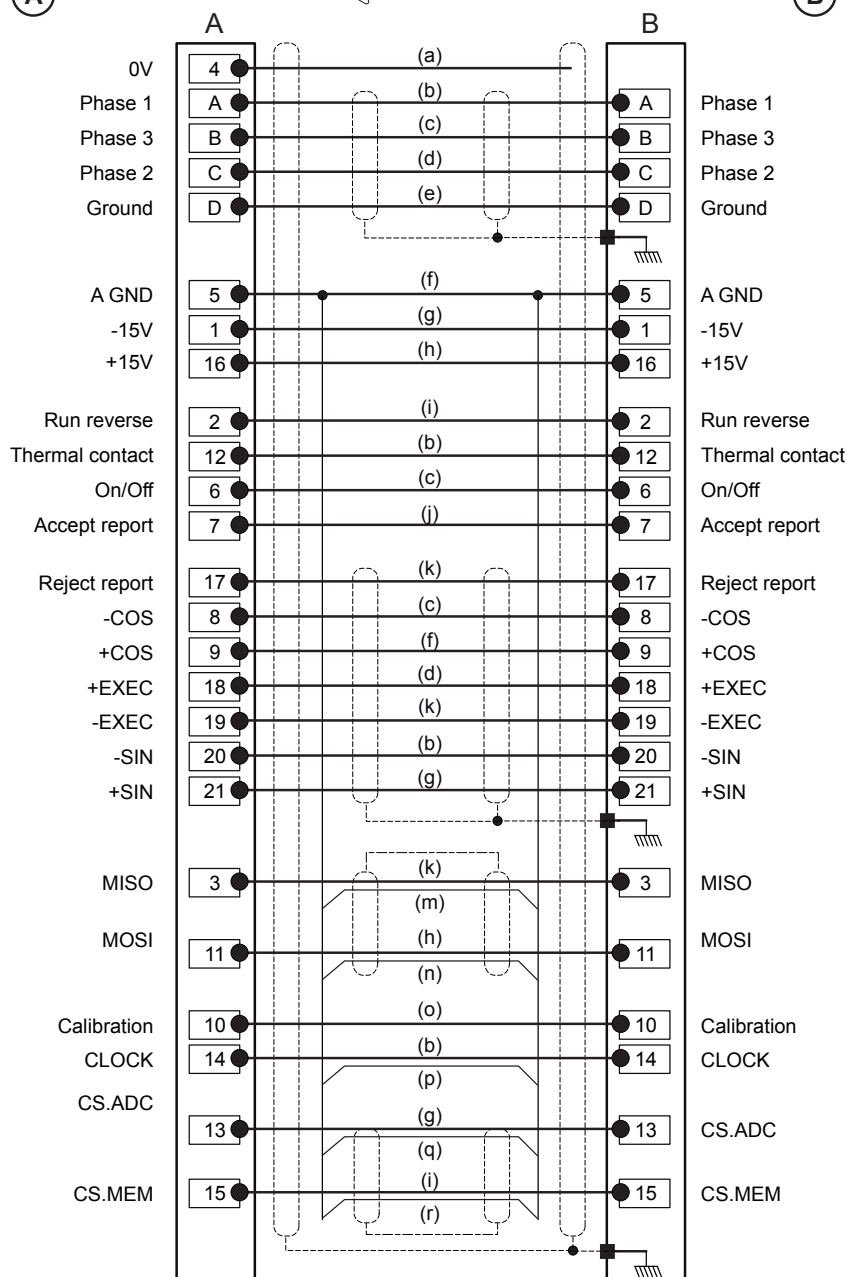 A B
A B
0V 4 (a)
Phase 1 A (b) A Phase 1
Phase 3 B (c) B Phase 3
Phase 2 C (d) C Phase 2
Ground D (e) D Ground
A GND 5 (f) 5 A GND
-15V 1 (g) 1 -15V
+15V 16 (h) 16 +15V
Run reverse 2 (i) 2 Run reverse
Thermal contact 12 (b) 12 Thermal contact
On/Off 6 (c) 6 On/Off
Accept report 7 (j) 7 Accept report
Reject report 17 (k) 17 Reject report
-COS 8 (c) 8 -COS
+COS 9 (f) 9 +COS
+EXEC 18 (d) 18 +EXEC
-EXEC 19 (k) 19 -EXEC
-SIN 20 (b) 20 -SIN
+SIN 21 (g) 21 +SIN
MISO 3 (k) 3 MISO
(m)
MOSI 11 (h) 11 MOSI
(n)
Calibration 10 (o) 10 Calibration
CLOCK 14 (b) 14 CLOCK
(p)
CS.ADC 13 (g) 13 CS.ADC
(q)
CS.MEM 15 (i) 15 CS.MEM
(r)